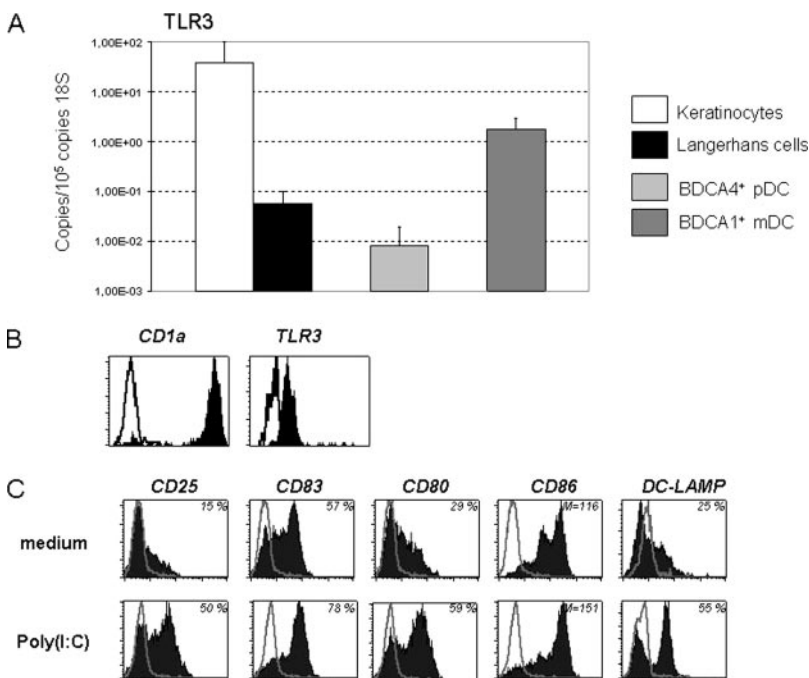 A
TLR3
Copies/10⁵ copies 18S
1,00E+02
1,00E+01
1,00E+00
1,00E-01
1,00E-02
1,00E-03
Keratinocytes
Langerhans cells
BDCA4⁺ pDC
BDCA1⁺ mDC
B
CD1a TLR3
C
CD25 CD83 CD80 CD86 DC-LAMP
medium
15 % 57 % 29 % M=116 25 %
Poly(I:C)
50 % 78 % 59 % M=151 55 %